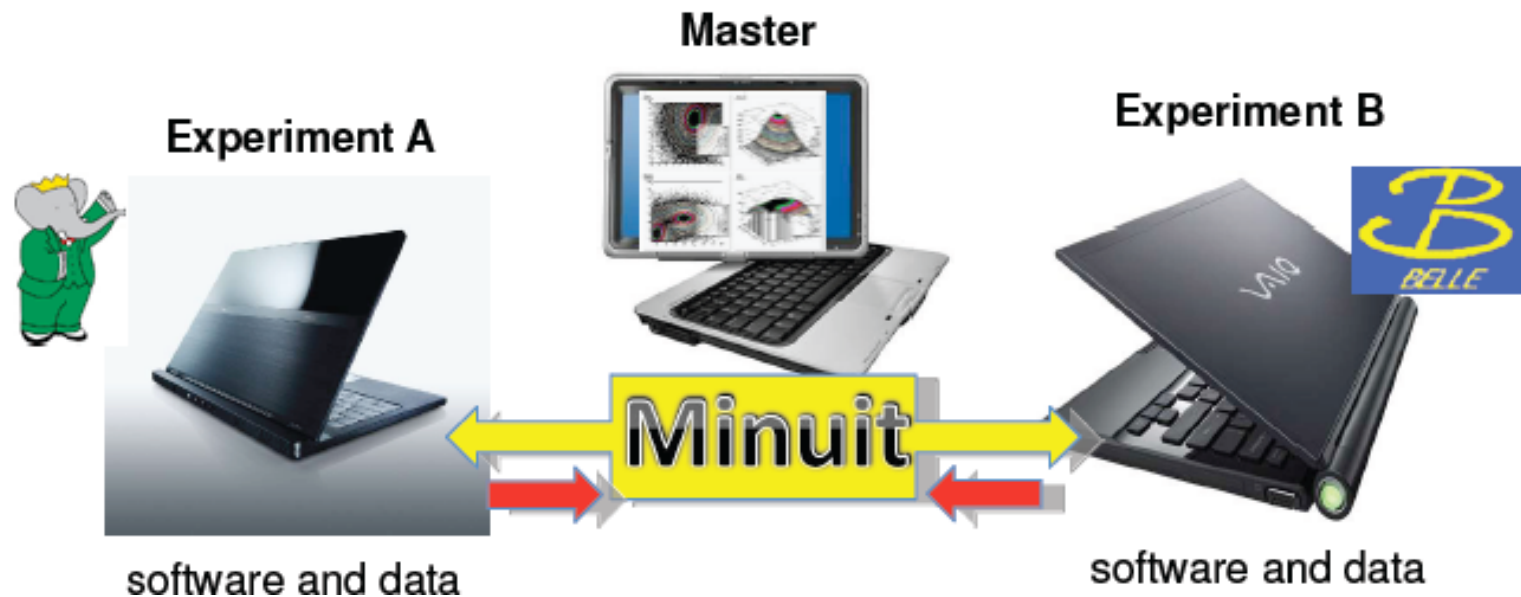 Master
Experiment A
Experiment B
VAIO
BELLE
Minuit
software and data
software and data